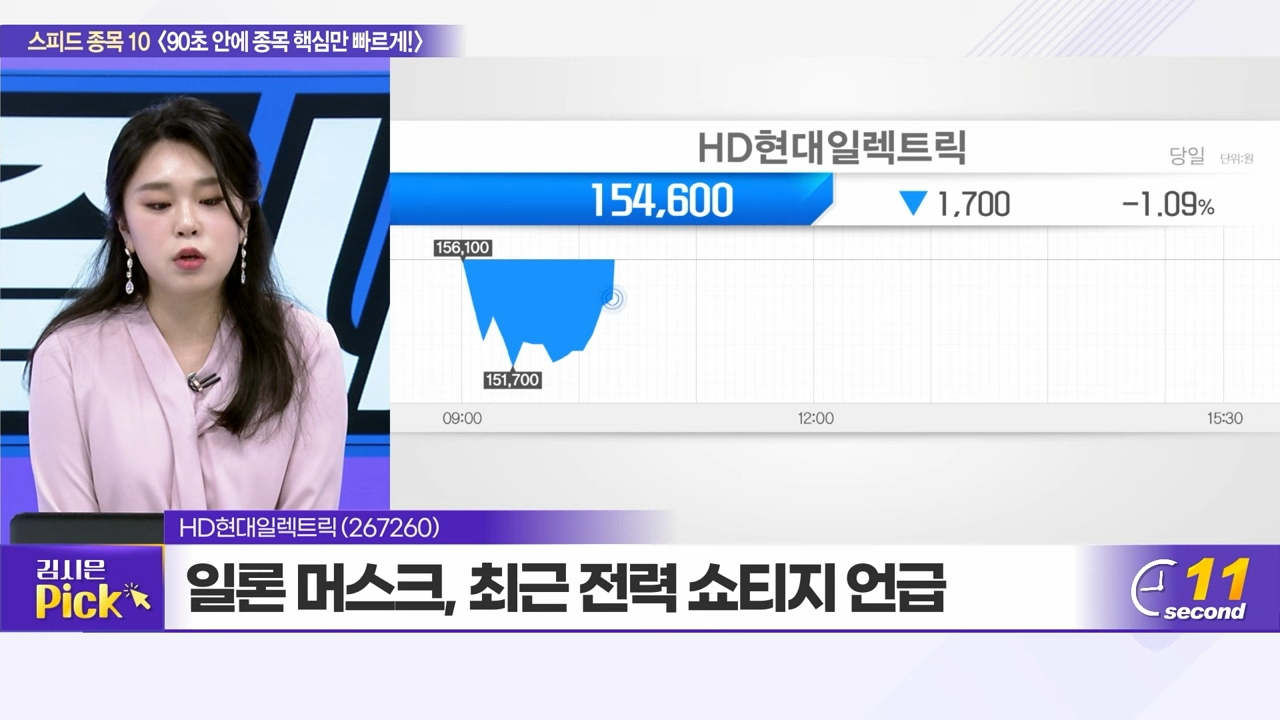 스피드 종목 10 〈90초 안에 종목 핵심만 빠르게!〉
HD현대일렉트릭
당일 단위:원
154,600 ▼ 1,700 -1.09%
156,100
151,700
09:00 12:00 15:30
HD현대일렉트릭(267260)
김시은
Pick
일론 머스크, 최근 전력 쇼티지 언급
11
second